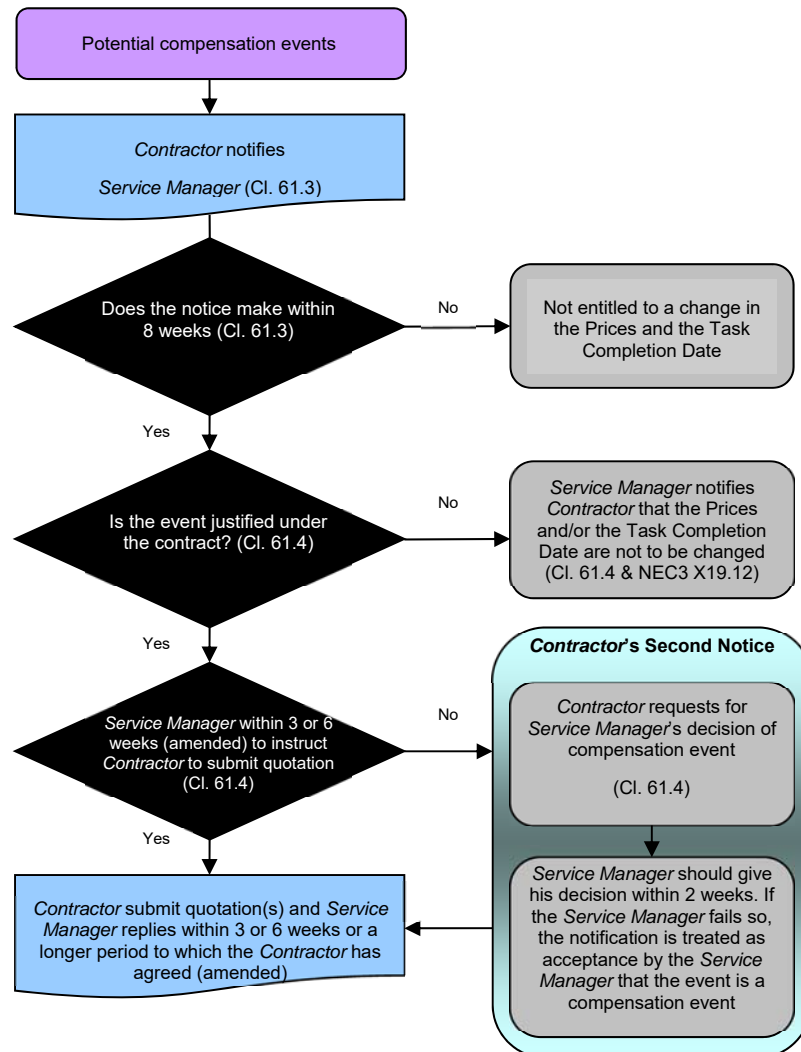 Potential compensation events
Contractor notifies
Service Manager (Cl. 61.3)
Does the notice make within
8 weeks (Cl. 61.3)
No
Not entitled to a change in
the Prices and the Task
Completion Date
Yes
Is the event justified under
the contract? (Cl. 61.4)
No
Service Manager notifies
Contractor that the Prices
and/or the Task Completion
Date are not to be changed
(Cl. 61.4 & NEC3 X19.12)
Yes
Service Manager within 3 or 6
weeks (amended) to instruct
Contractor to submit quotation
(Cl. 61.4)
No
Contractor's Second Notice
Contractor requests for
Service Manager's decision of
compensation event
(Cl. 61.4)
Yes
Contractor submit quotation(s) and Service
Manager replies within 3 or 6 weeks or a
longer period to which the Contractor has
agreed (amended)
Service Manager should give
his decision within 2 weeks. If
the Service Manager fails so,
the notification is treated as
acceptance by the Service
Manager that the event is a
compensation event